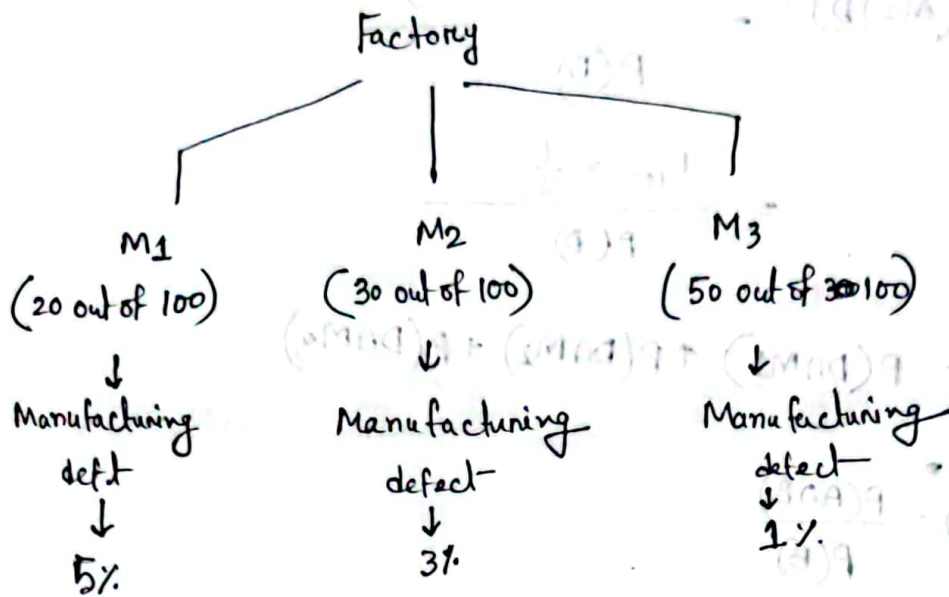 Factory
M1 M2 M3
(20 out of 100) (30 out of 100) (50 out of 100)
↓ ↓ ↓
Manufacturing Manufacturing Manufacturing
deft defect defect
↓ ↓ ↓
5% 3% 1%